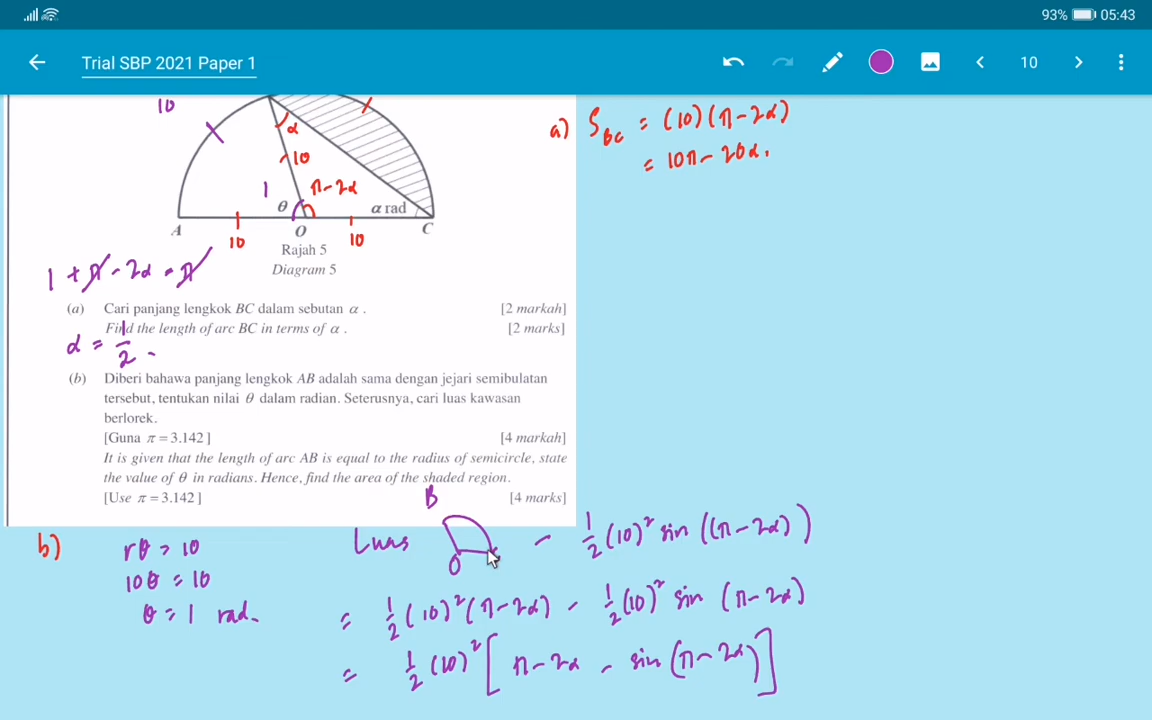 93% 05:43
Trial SBP 2021 Paper 1
10
10
a) S_BC = (10)(π-2α)
= 10π - 20α.
α
10
1
π-2α
θ
α rad
A
O
C
10
10
Rajah 5
Diagram 5
1 + π - 2α = π
(a) Cari panjang lengkok BC dalam sebutan α . [2 markah]
Find the length of arc BC in terms of α . [2 marks]
α = 1/2
(b) Diberi bahawa panjang lengkok AB adalah sama dengan jejari semibulatan
tersebut, tentukan nilai θ dalam radian. Seterusnya, cari luas kawasan
berlorek.
[Guna π = 3.142 ] [4 markah]
It is given that the length of arc AB is equal to the radius of semicircle, state
the value of θ in radians. Hence, find the area of the shaded region.
[Use π = 3.142 ] [4 marks]
b) rθ = 10
10θ = 10
θ = 1 rad.
B
O
Luas - 1/2 (10)² sin ((π-2α))
= 1/2 (10)² (π-2α) - 1/2 (10)² sin (π-2α)
= 1/2 (10)² [π-2α - sin (π-2α)]